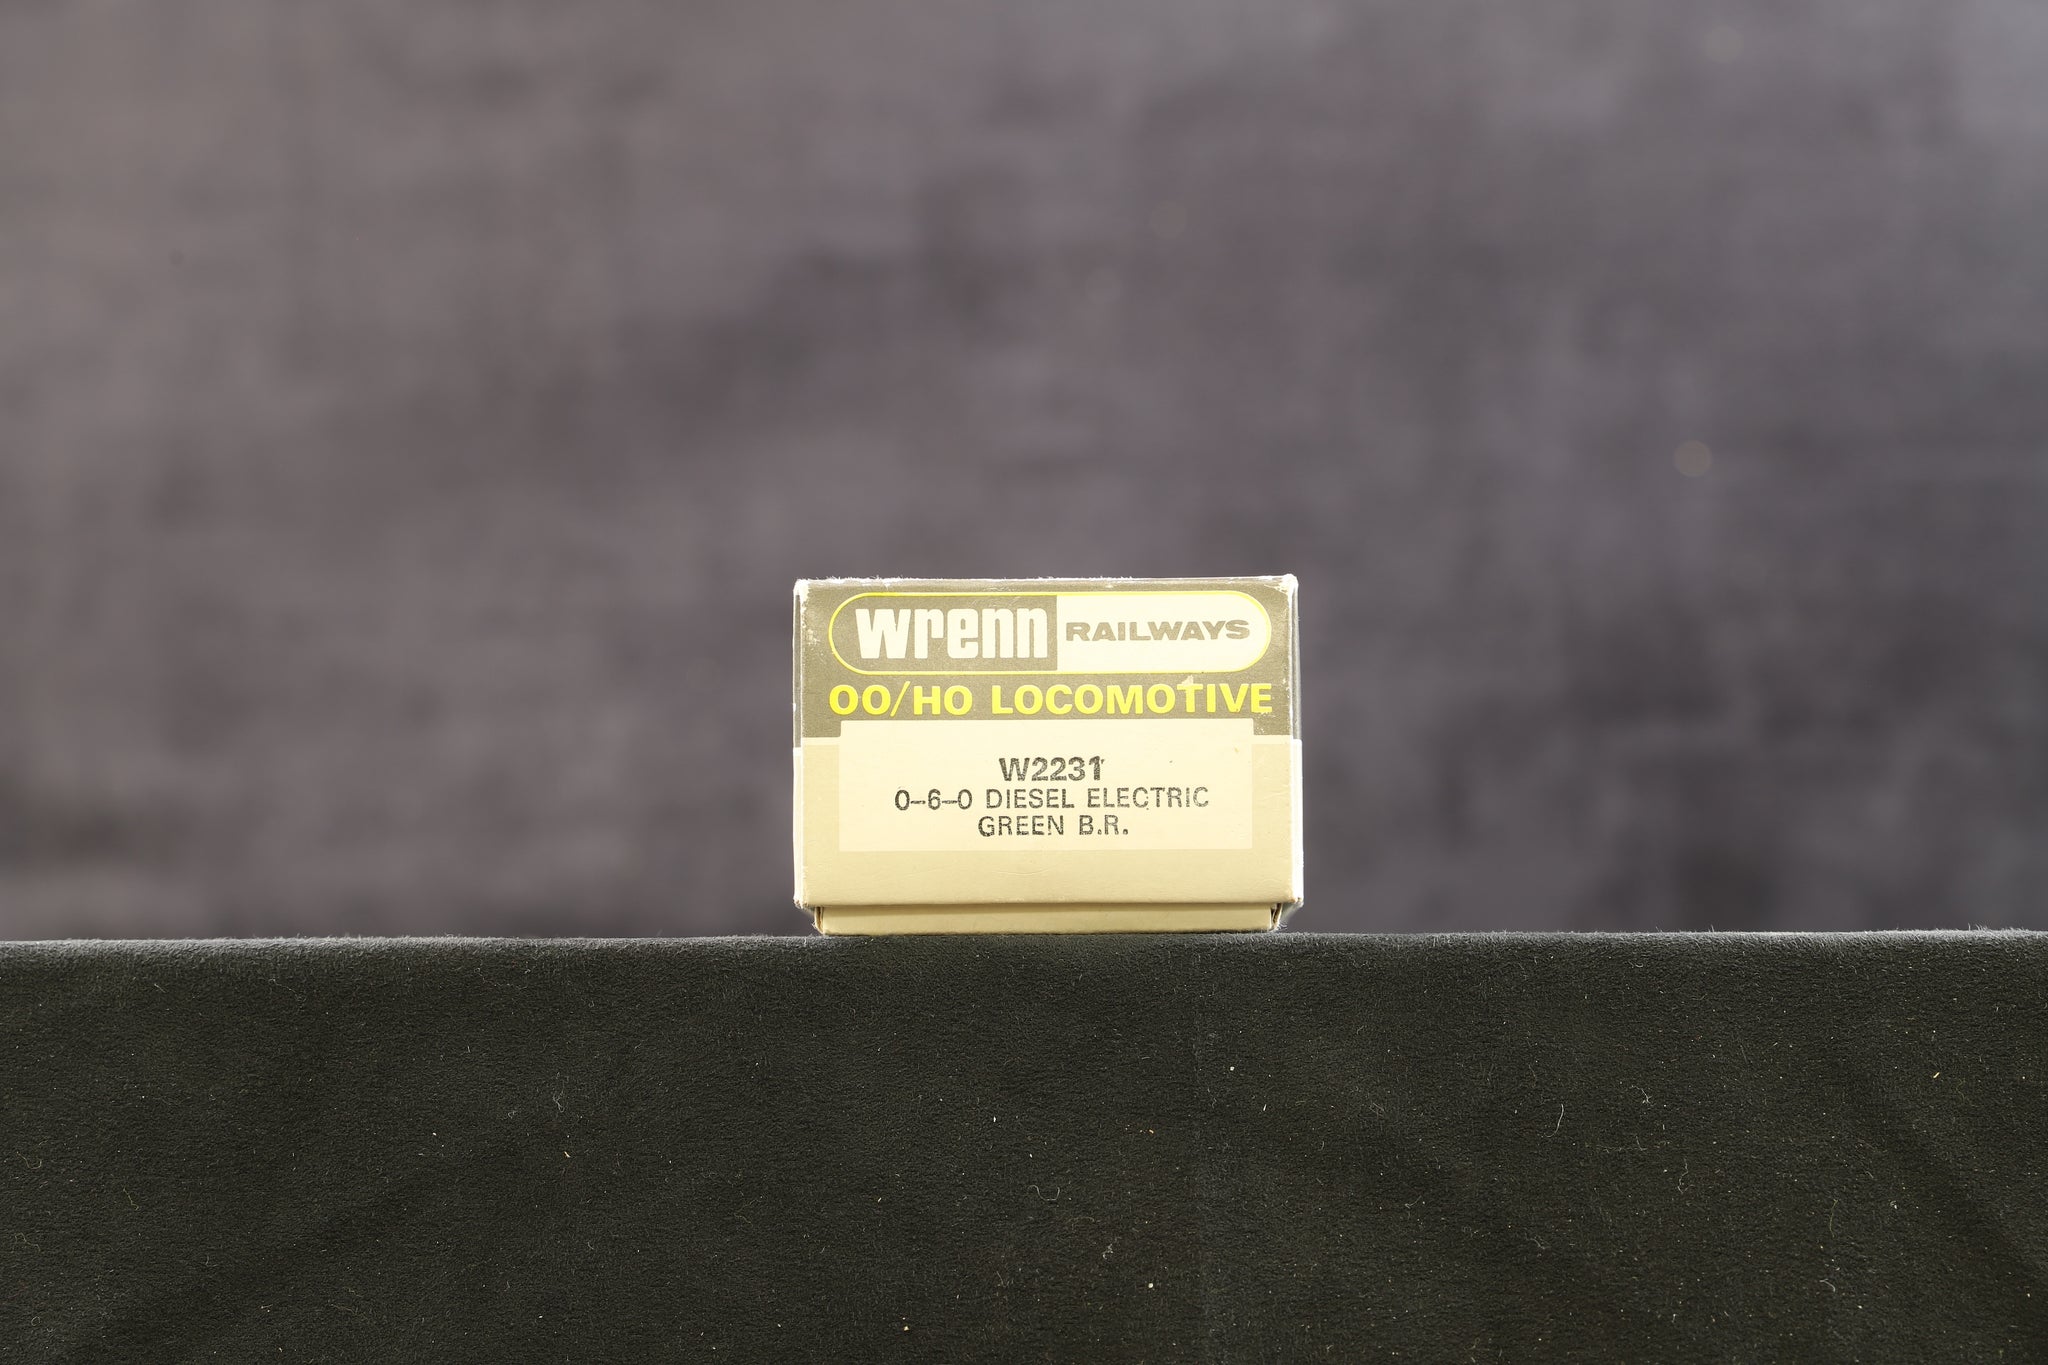 wrenn RAILWAYS
OO/HO LOCOMOTIVE
W2231
0-6-0 DIESEL ELECTRIC
GREEN B.R.